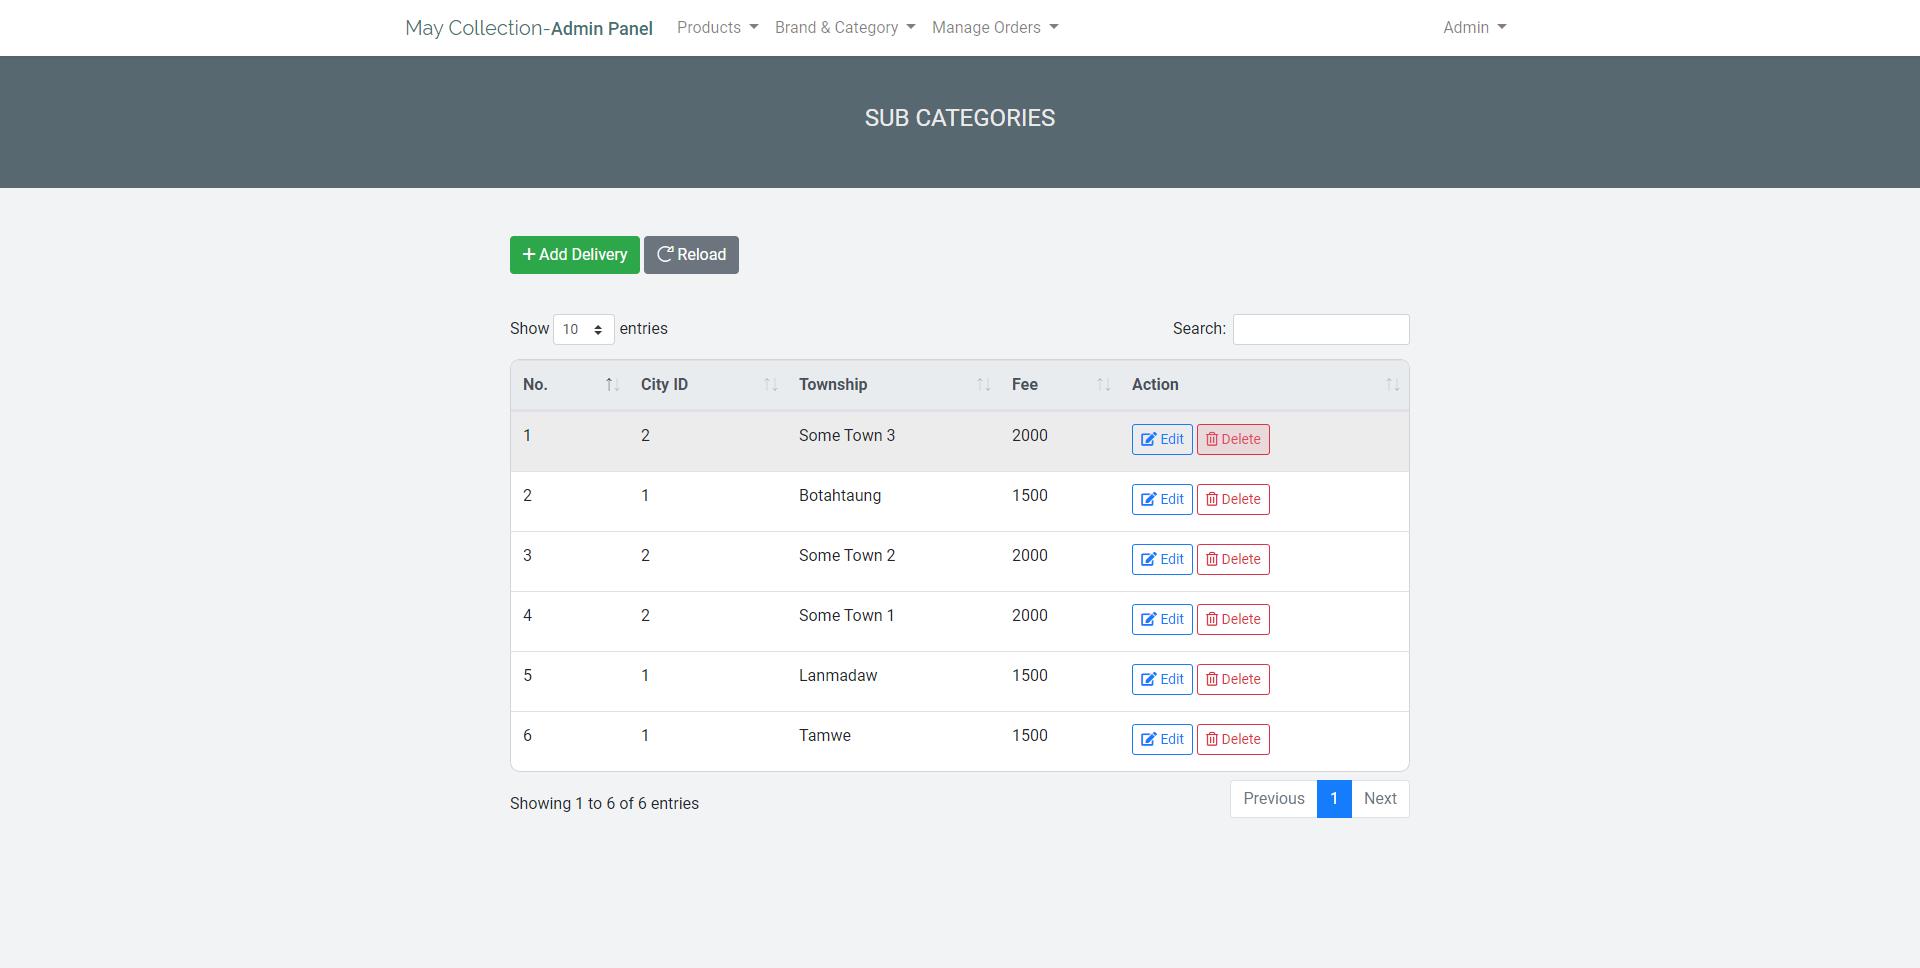 May Collection-Admin Panel Products Brand & Category Manage Orders Admin
SUB CATEGORIES
Add Delivery Reload
Show 10 entries Search:
No. City ID Township Fee Action
1 2 Some Town 3 2000 Edit Delete
2 1 Botahtaung 1500 Edit Delete
3 2 Some Town 2 2000 Edit Delete
4 2 Some Town 1 2000 Edit Delete
5 1 Lanmadaw 1500 Edit Delete
6 1 Tamwe 1500 Edit Delete
Showing 1 to 6 of 6 entries Previous 1 Next